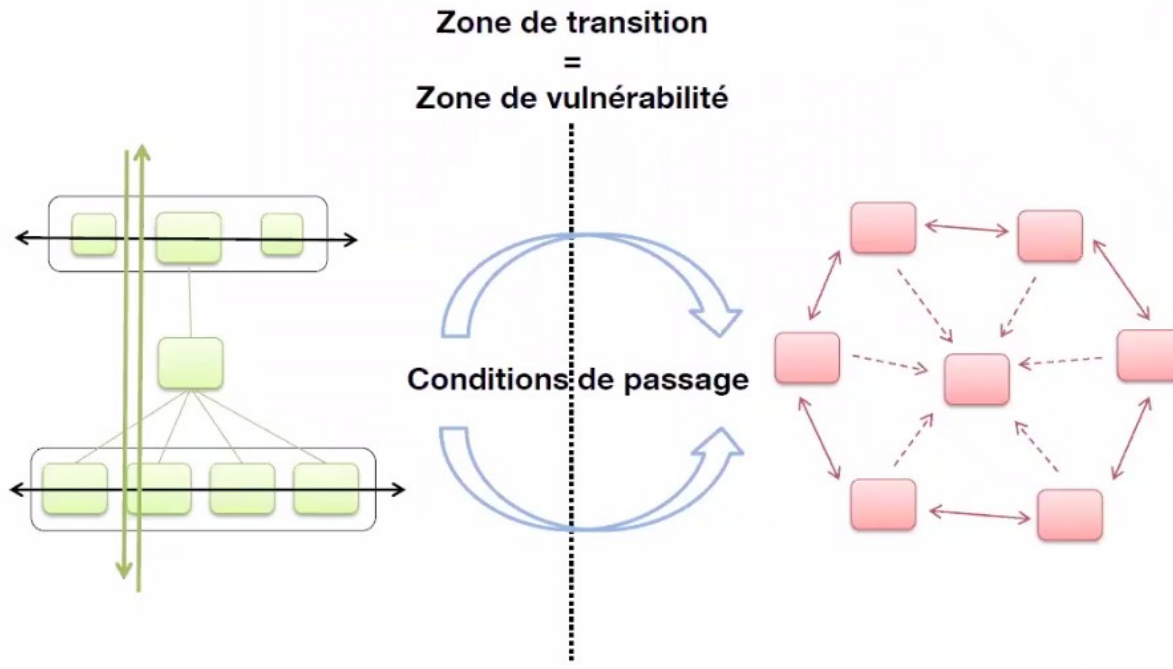 Zone de transition
=
Zone de vulnérabilité
Conditions de passage